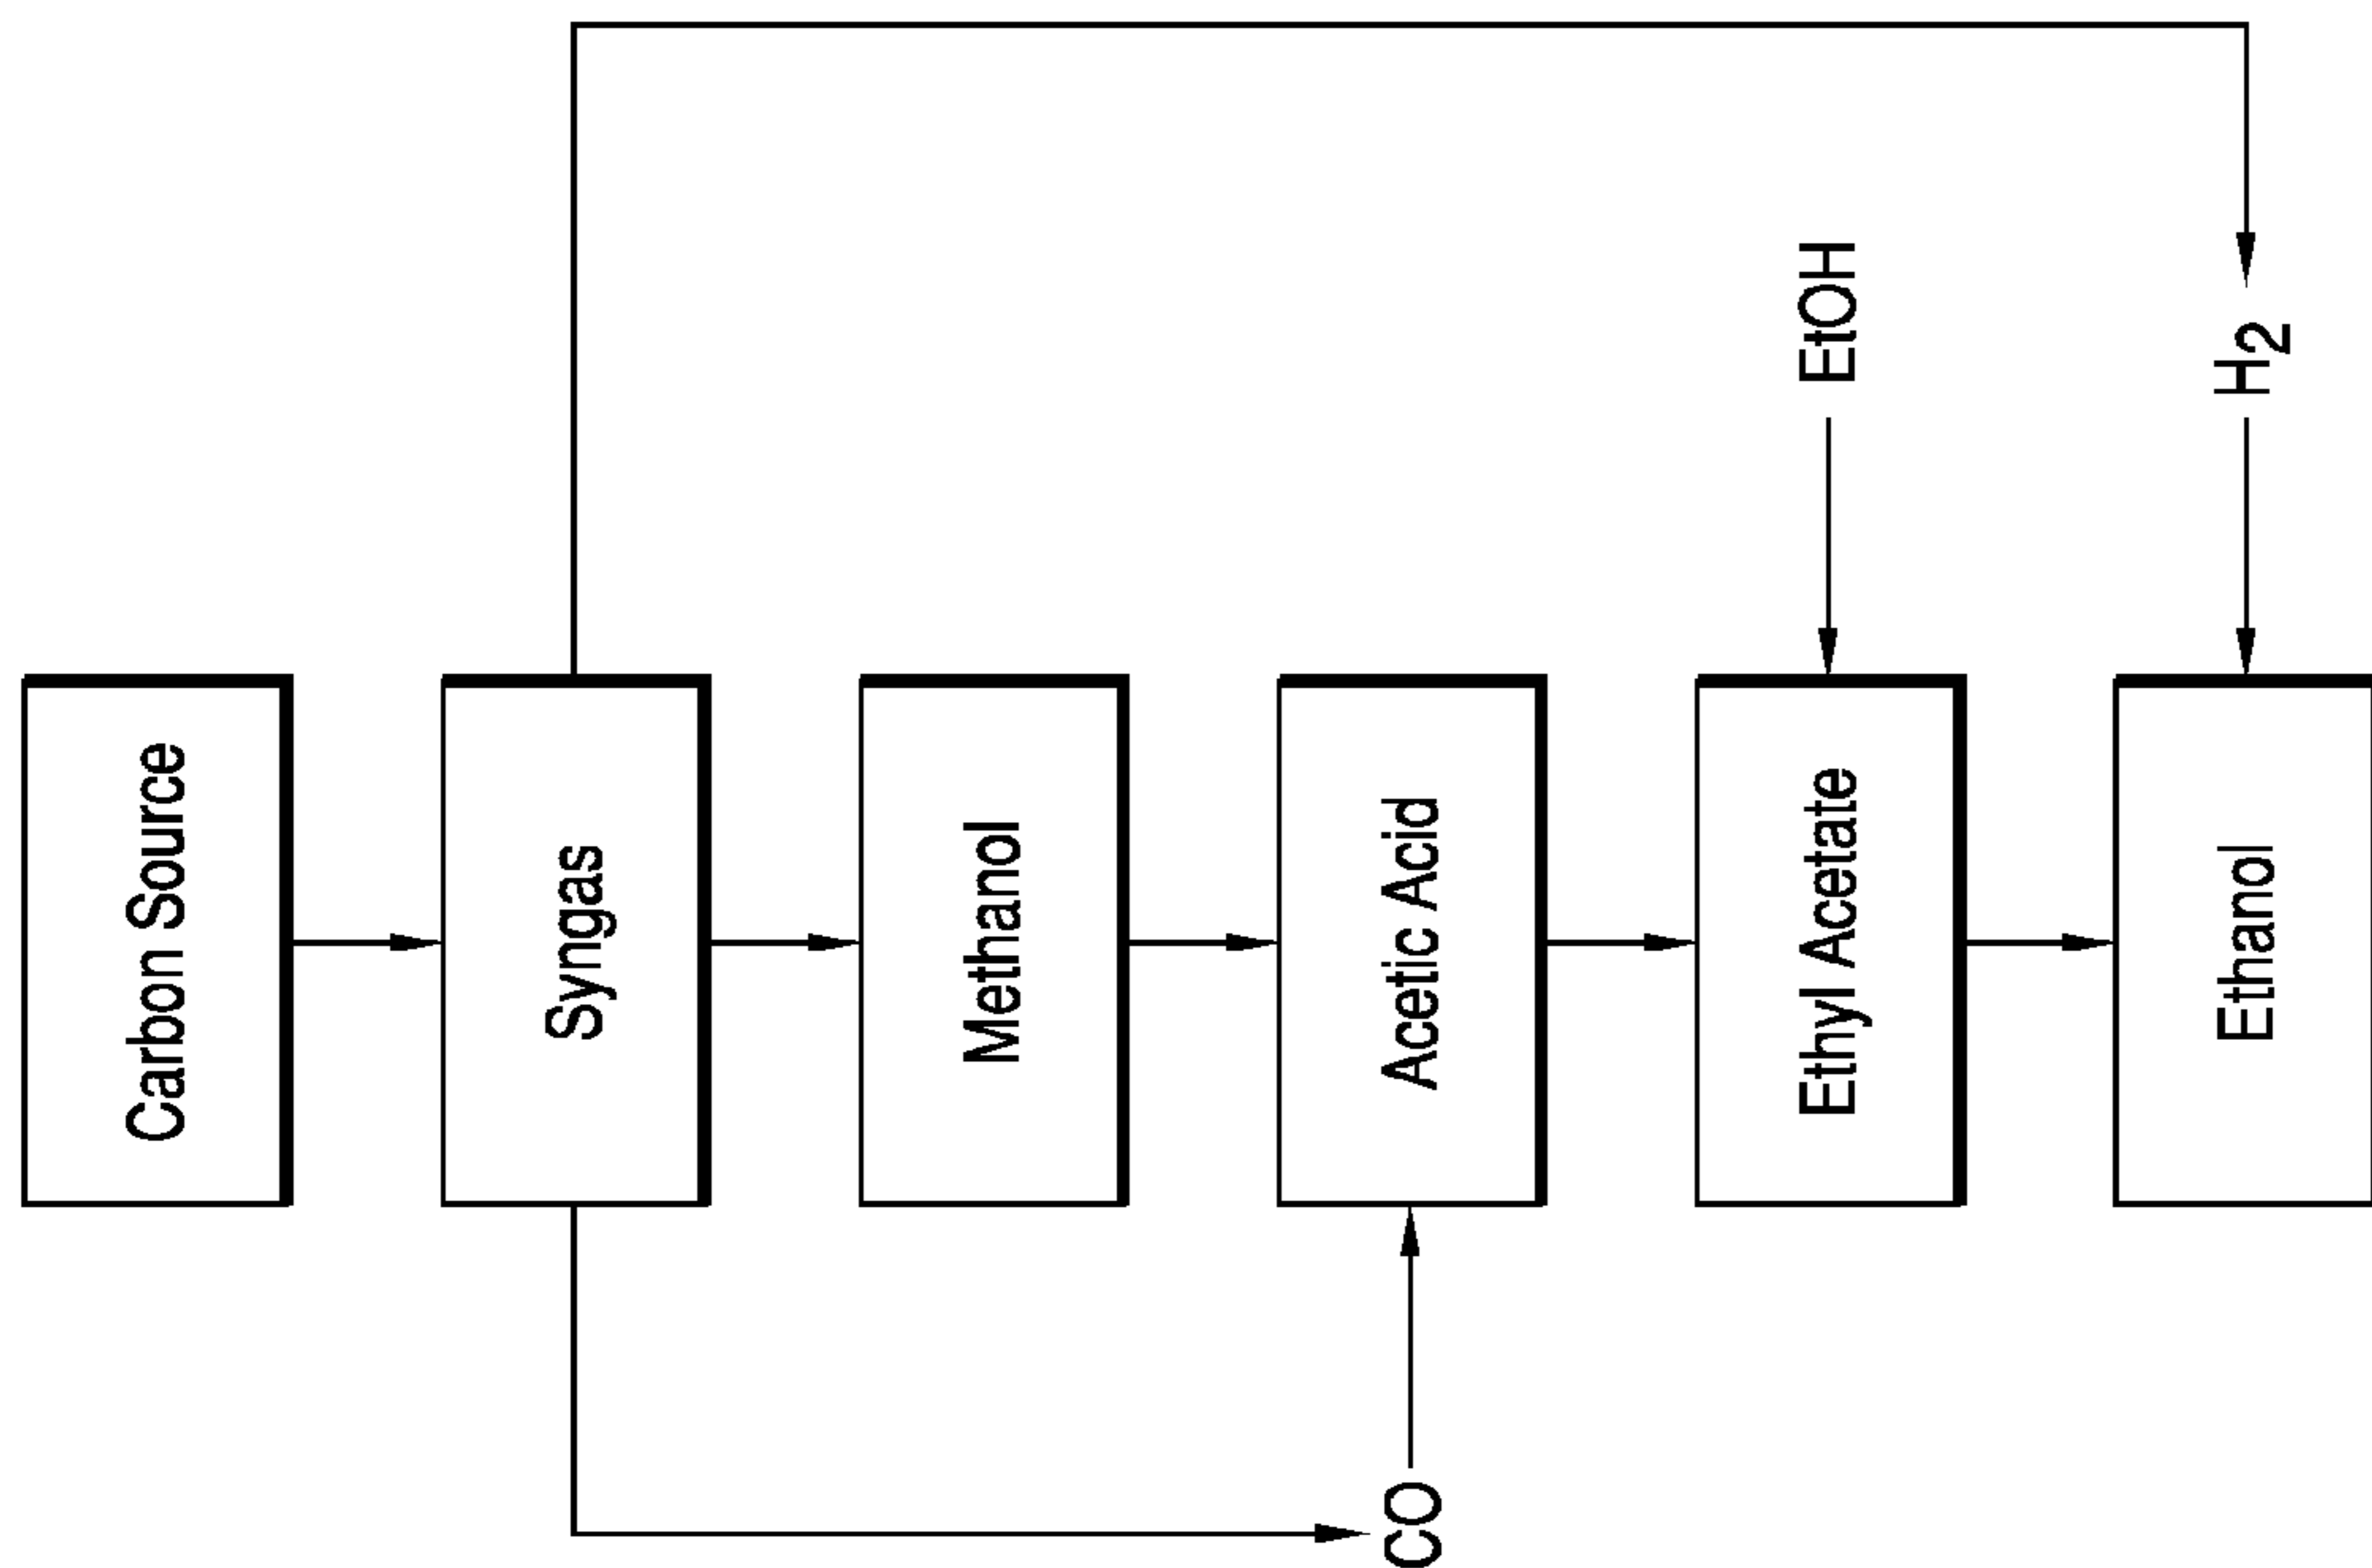 Carbon Source
Syngas
Methanol
CO
Acetic Acid
Ethyl Acetate
EtOH
Ethanol
H2